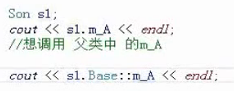 Son s1;
cout << s1.m_A << endl;
//想调用 父类中 的m_A
cout << s1.Base::m_A << endl;